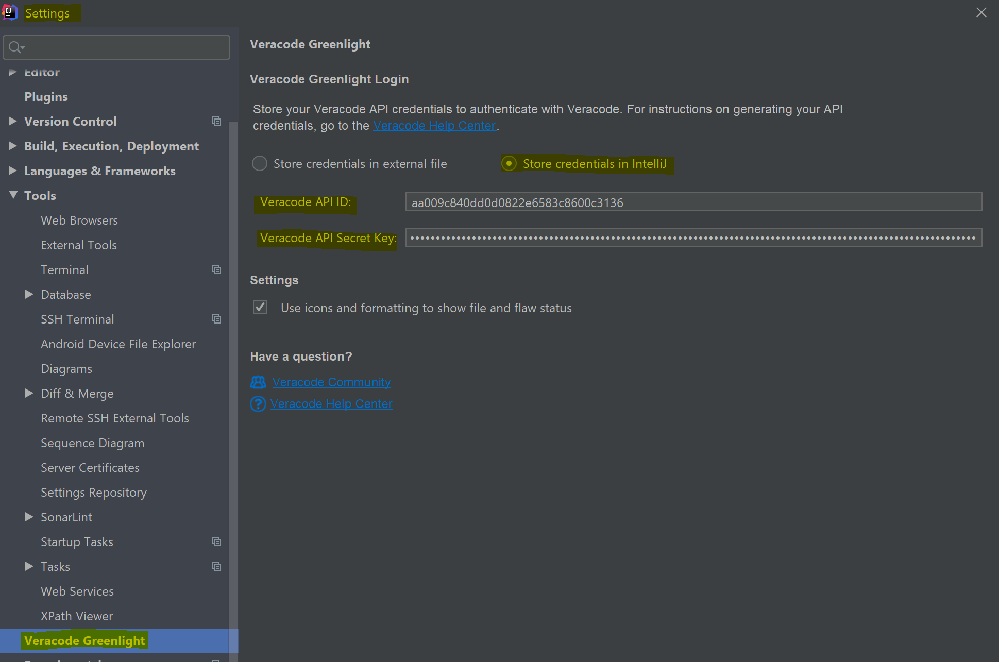 IJ
Settings
Editor
Plugins
Version Control
Build, Execution, Deployment
Languages & Frameworks
Tools
Web Browsers
External Tools
Terminal
Database
SSH Terminal
Android Device File Explorer
Diagrams
Diff & Merge
Remote SSH External Tools
Sequence Diagram
Server Certificates
Settings Repository
SonarLint
Startup Tasks
Tasks
Web Services
XPath Viewer
Veracode Greenlight
Veracode Greenlight
Veracode Greenlight Login
Store your Veracode API credentials to authenticate with Veracode. For instructions on generating your API
credentials, go to the Veracode Help Center.
Store credentials in external file Store credentials in IntelliJ
Veracode API ID: aa009c840dd0d0822e6583c8600c3136
Veracode API Secret Key:
Settings
Use icons and formatting to show file and flaw status
Have a question?
Veracode Community
Veracode Help Center